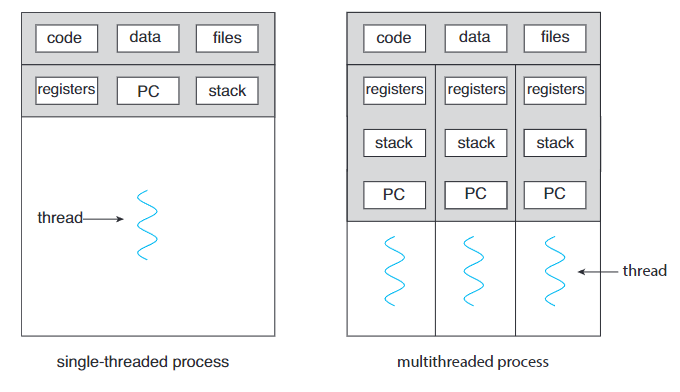 code data files
registers PC stack
thread
single-threaded process
code data files
registers registers registers
stack stack stack
PC PC PC
thread
multithreaded process